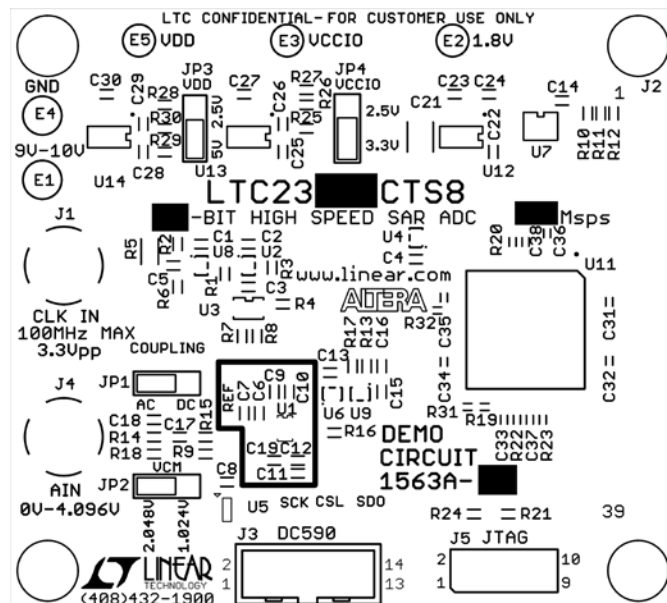 LTC CONFIDENTIAL-FOR CUSTOMER USE ONLY
E5 VDD E3 VCCIO E2 1.8V
GND J2
C30 C29 JP3 VDD C27 C26 R27 R26 JP4 VCCIO C23 C24 C14 1
E4 R28 R30 R29 2.5V 5V R25 2.5V 3.3V C21 C22 R10 R11 R12
9V-10V C28 C25 U7
E1 U14 U13 U12
LTC23 CTS8
-BIT HIGH SPEED SAR ADC Msps
J1 R5 R2 C1 C2 U4 R20 C38 C36
U8 U2 C4 U11
C5 R1 R3 www.linear.com
R6 C3 ALTERA
U3 R4 R32 C35 C31
CLK IN
100MHz MAX R7 R8 R17 R13 C16
3.3Vpp COUPLING
J4 JP1 REF C7 C6 C9 C10 C13 C34 C32
AC DC R15 U1 U6 U9 C15 R31
C18 C17 R19
R14 R16 DEMO C33 R22 C37 R23
R18 R9 C19 C12 CIRCUIT
VCM C11 1563A-
AIN JP2 C8
0V-4.096V U5 SCK CSL SDO
2.048V 1.024V R24 R21 39
J3 DC590 J5 JTAG
2 14 2 10
1 13 1 9
LINEAR
TECHNOLOGY
(408)432-1900